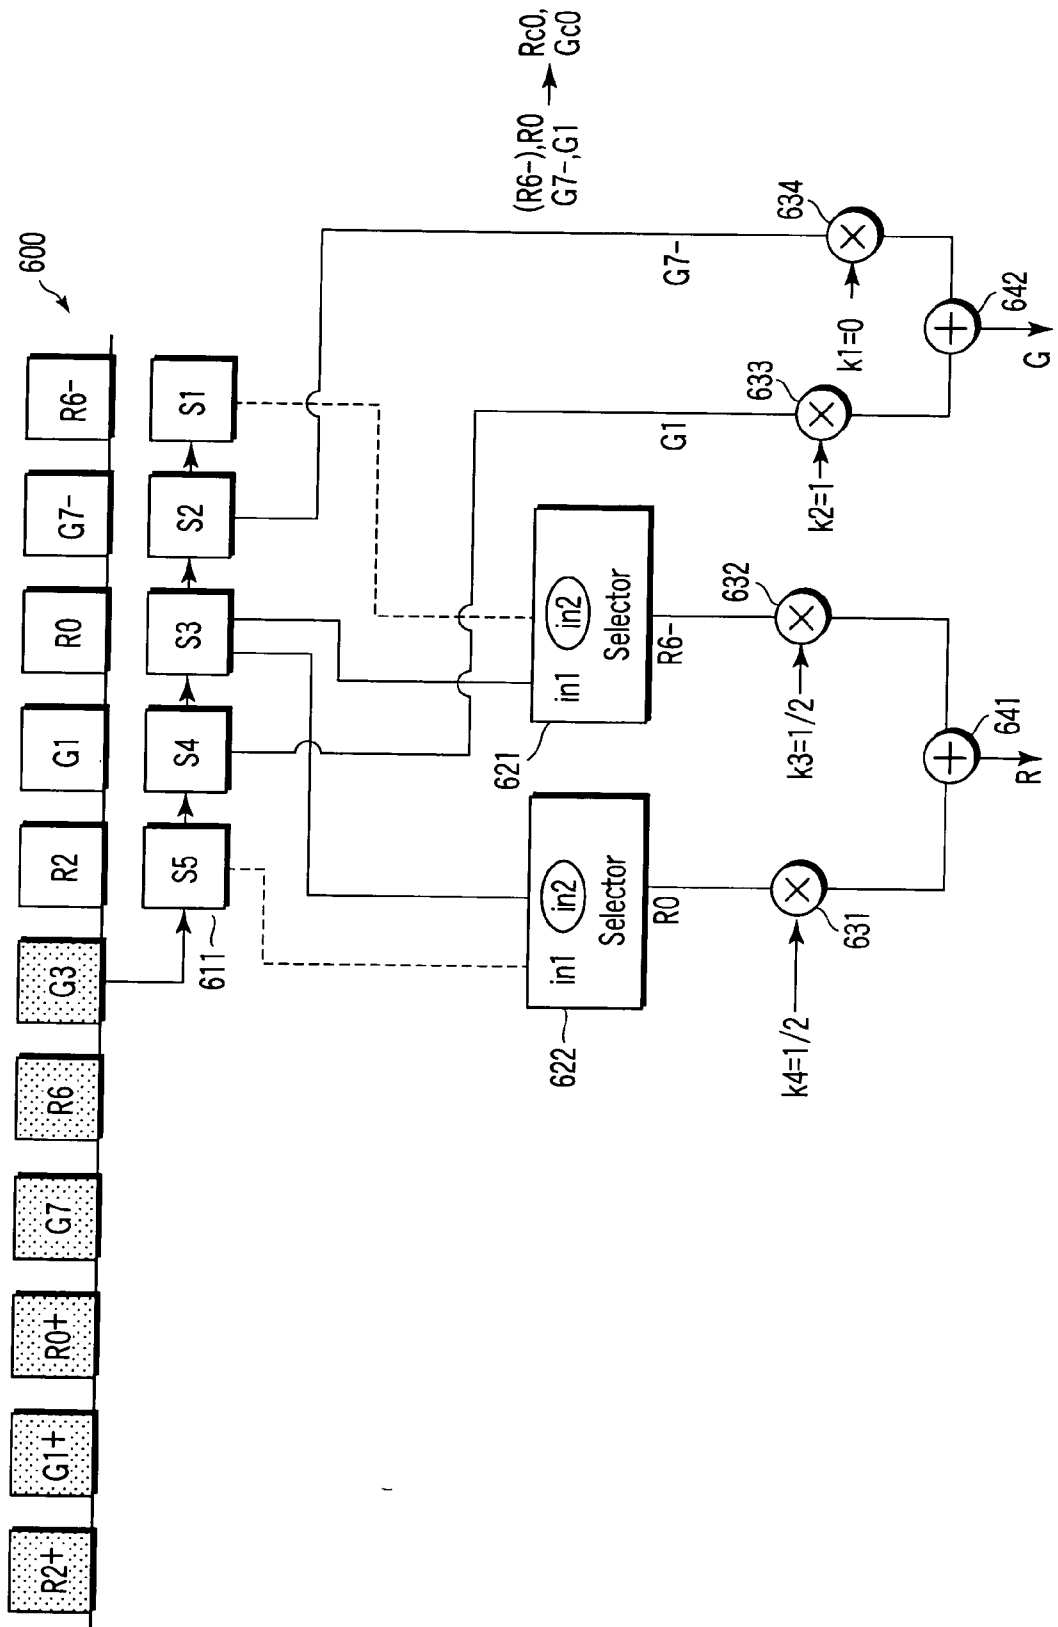 600
R2+ G1+ R0+ G7 R6 G3 R2 G1 R0 G7- R6-
S5 S4 S3 S2 S1
611
in1 in2
Selector
622
in1 in2
Selector
621
R0
R6-
G1
G7-
(R6-),R0 Rc0,
G7-,G1 Gc0
k4=1/2
631
k3=1/2
632
k2=1
633
k1=0
634
641
642
R
G